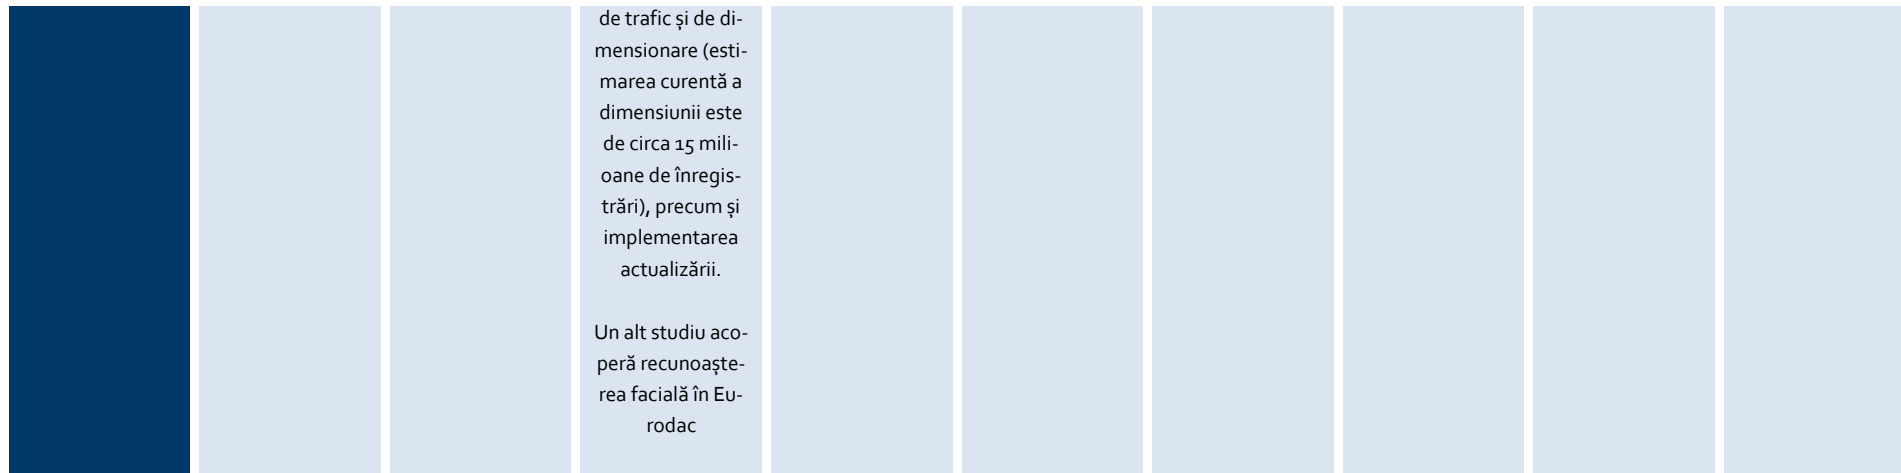 de trafic și de di-
mensionare (esti-
marea curentă a
dimensiunii este
de circa 15 mili-
oane de înregis-
trări), precum și
implementarea
actualizării.
Un alt studiu aco-
peră recunoaște-
rea facială în Eu-
rodac